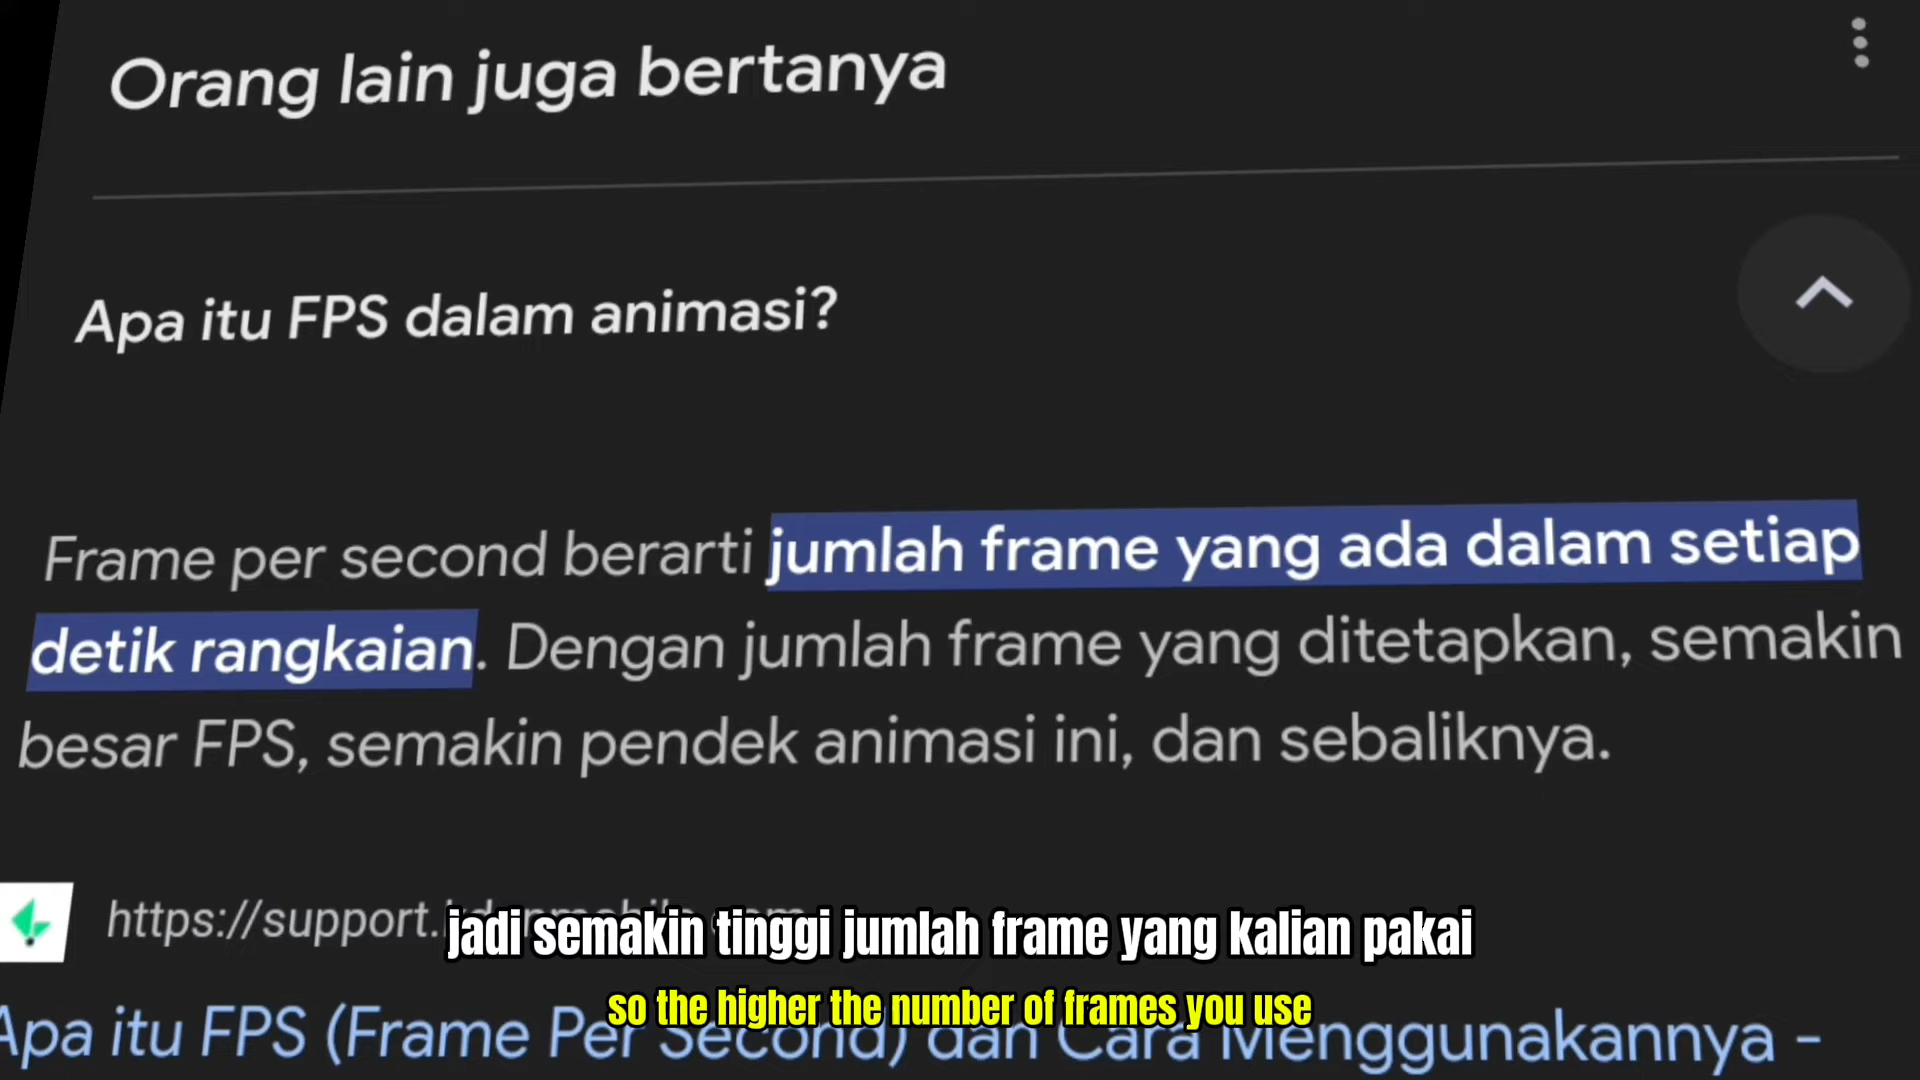 Orang lain juga bertanya
Apa itu FPS dalam animasi?
Frame per second berarti jumlah frame yang ada dalam setiap
detik rangkaian. Dengan jumlah frame yang ditetapkan, semakin
besar FPS, semakin pendek animasi ini, dan sebaliknya.
https://support.
jadi semakin tinggi jumlah frame yang kalian pakai
so the higher the number of frames you use
Apa itu FPS (Frame Per Second) dan Cara Menggunakannya -